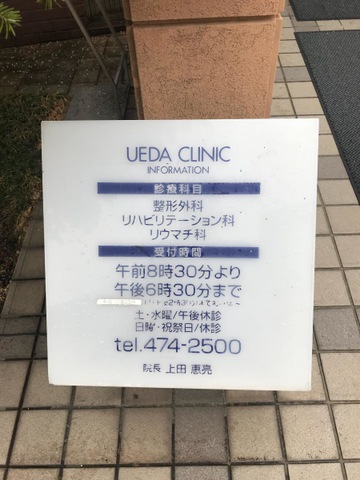 UEDA CLINIC
INFORMATION
診療科目
整形外科
リハビリテーション科
リウマチ科
受付時間
午前8時30分より
午後6時30分まで
土・水曜/午後休診
日曜・祝祭日/休診
tel.474-2500
院長 上田 恵亮